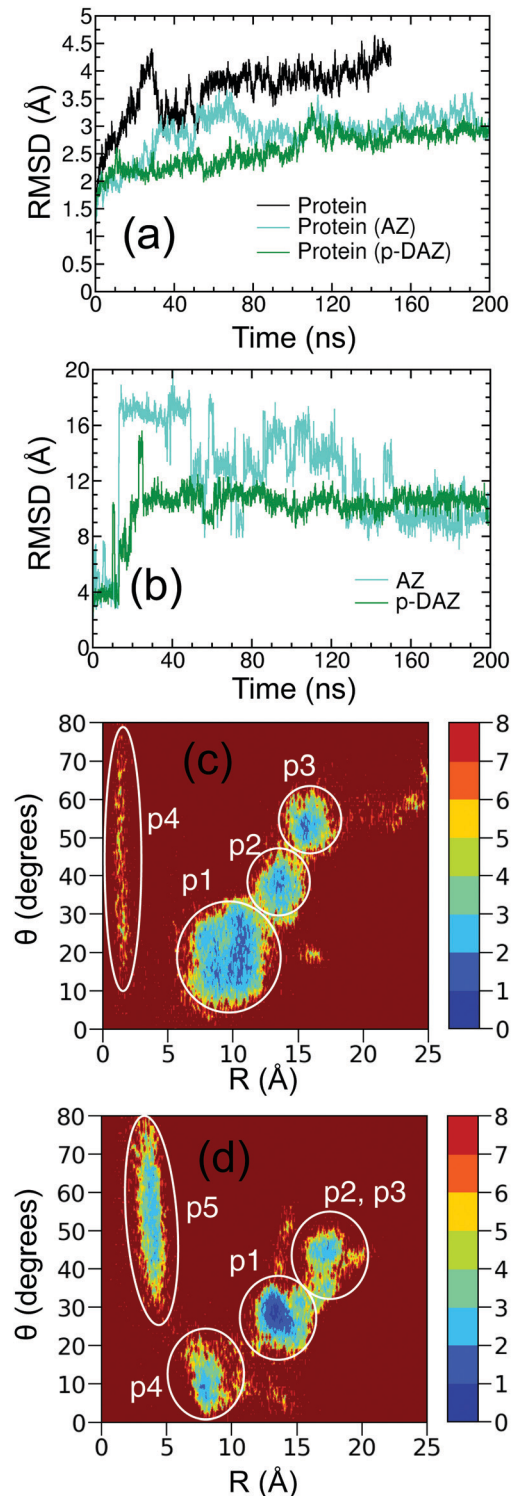 5
4.5
4
3.5
3
2.5
2
1.5
1
0.5
0
RMSD (Å)
(a)
Protein
Protein (AZ)
Protein (p-DAZ)
0 40 80 120 160 200
Time (ns)
20
16
12
8
4
0
RMSD (Å)
(b)
AZ
p-DAZ
0 40 80 120 160 200
Time (ns)
80
70
60
50
40
30
20
10
0
θ (degrees)
(c)
p4
p1
p2
p3
0 5 10 15 20 25
R (Å)
8
7
6
5
4
3
2
1
0
80
70
60
50
40
30
20
10
0
θ (degrees)
(d)
p5
p2, p3
p1
p4
0 5 10 15 20 25
R (Å)
8
7
6
5
4
3
2
1
0